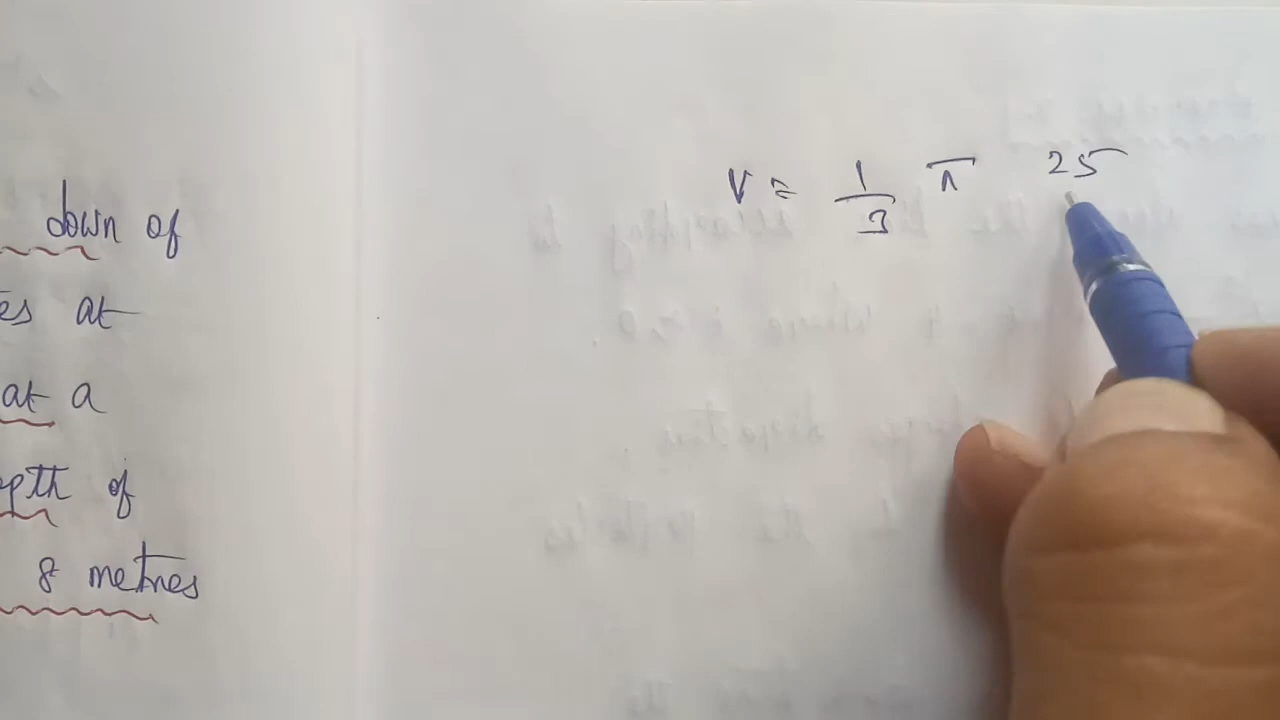 down of
es at
at a
pth of
8 metres
V = 1/3 π 25